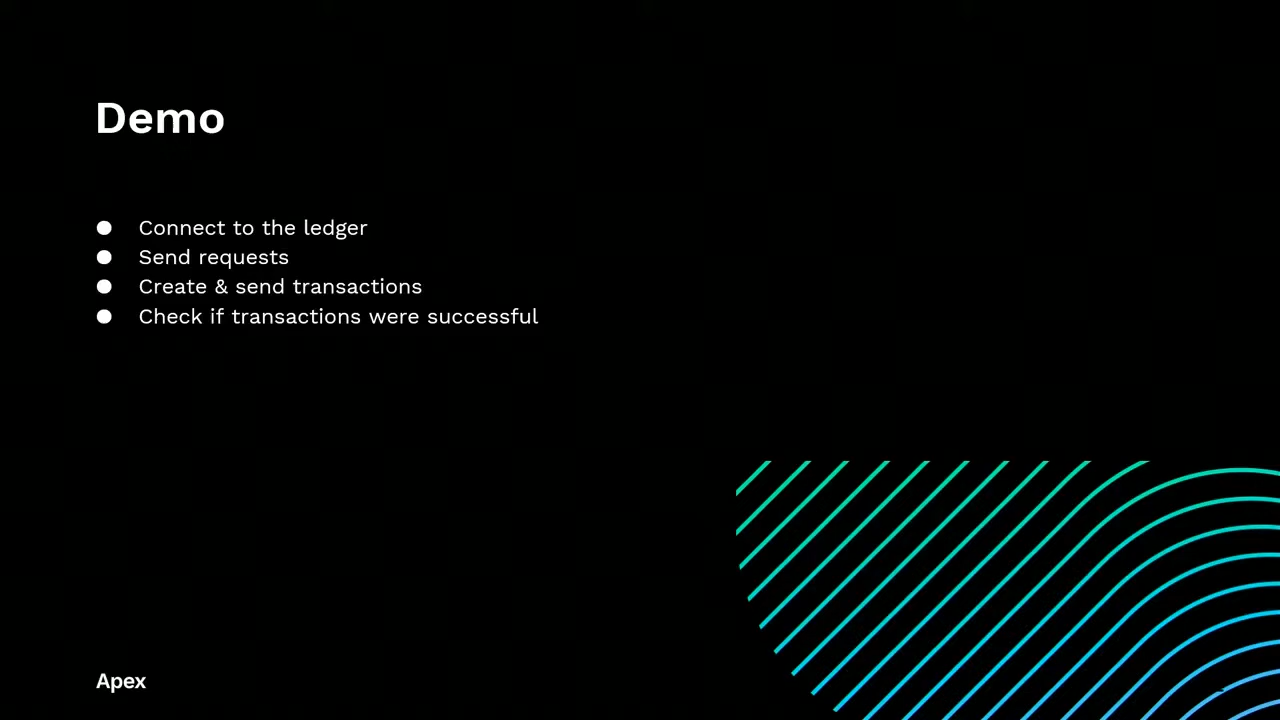 Demo
● Connect to the ledger
● Send requests
● Create & send transactions
● Check if transactions were successful
Apex